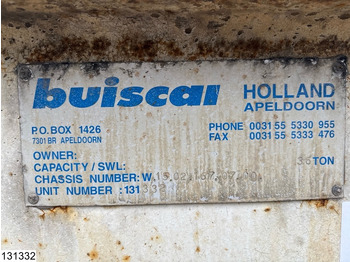 buiscar
HOLLAND
APELDOORN
P.O. BOX 1426
7301 BR APELDOORN
PHONE 0031 55 5330 955
FAX 0031 55 5333 476
OWNER:
CAPACITY / SWL: TON
CHASSIS NUMBER: W
UNIT NUMBER :131332
131332